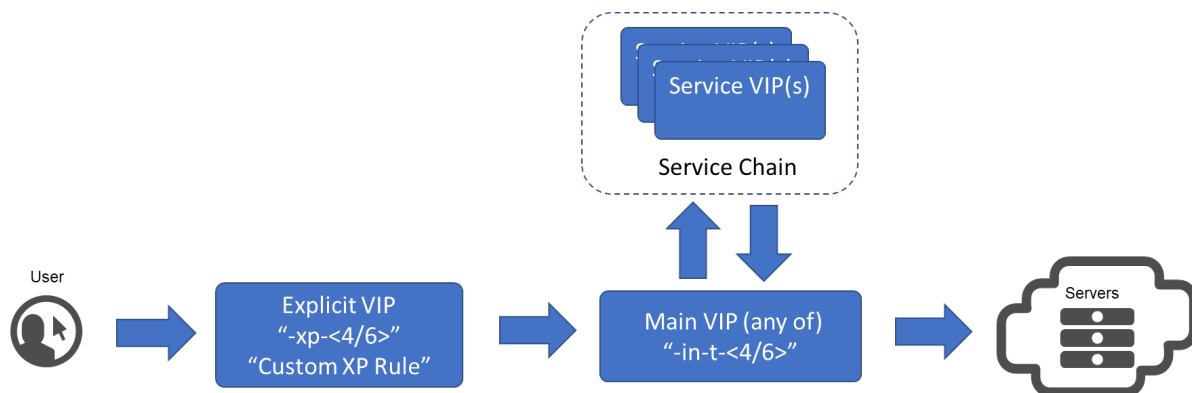 Service VIP(s)
Service Chain
User
Explicit VIP
"-xp-<4/6>"
"Custom XP Rule"
Main VIP (any of)
"-in-t-<4/6>"
Servers